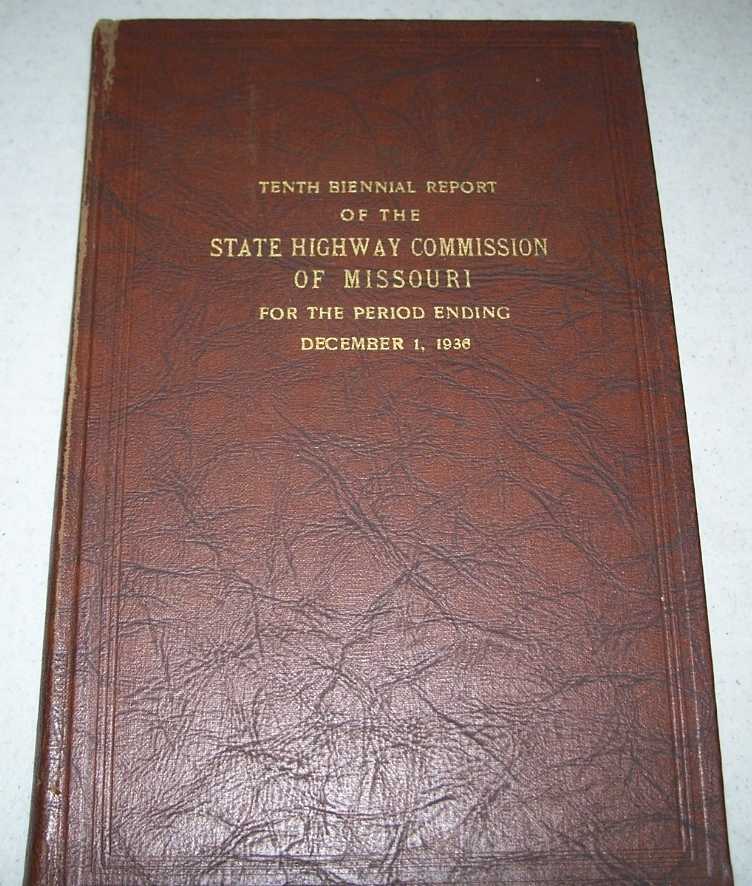 TENTH BIENNIAL REPORT
OF THE
STATE HIGHWAY COMMISSION
OF MISSOURI
FOR THE PERIOD ENDING
DECEMBER 1, 1936